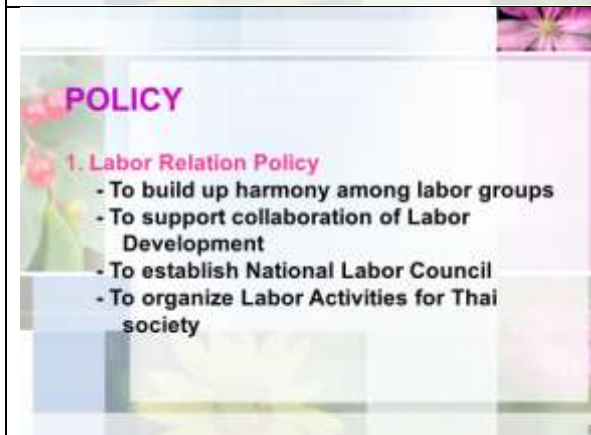 POLICY
1. Labor Relation Policy
- To build up harmony among labor groups
- To support collaboration of Labor
Development
- To establish National Labor Council
- To organize Labor Activities for Thai
society